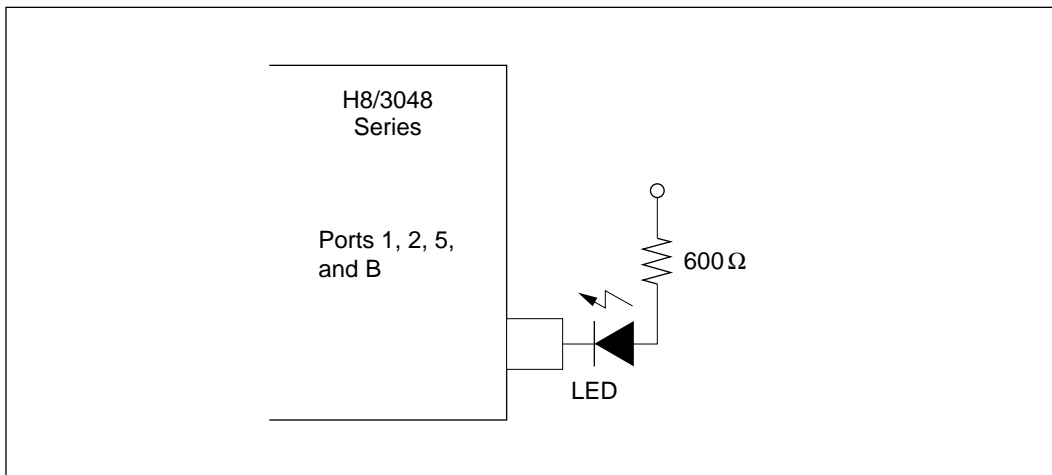 H8/3048
Series
Ports 1, 2, 5,
and B
600 Ω
LED